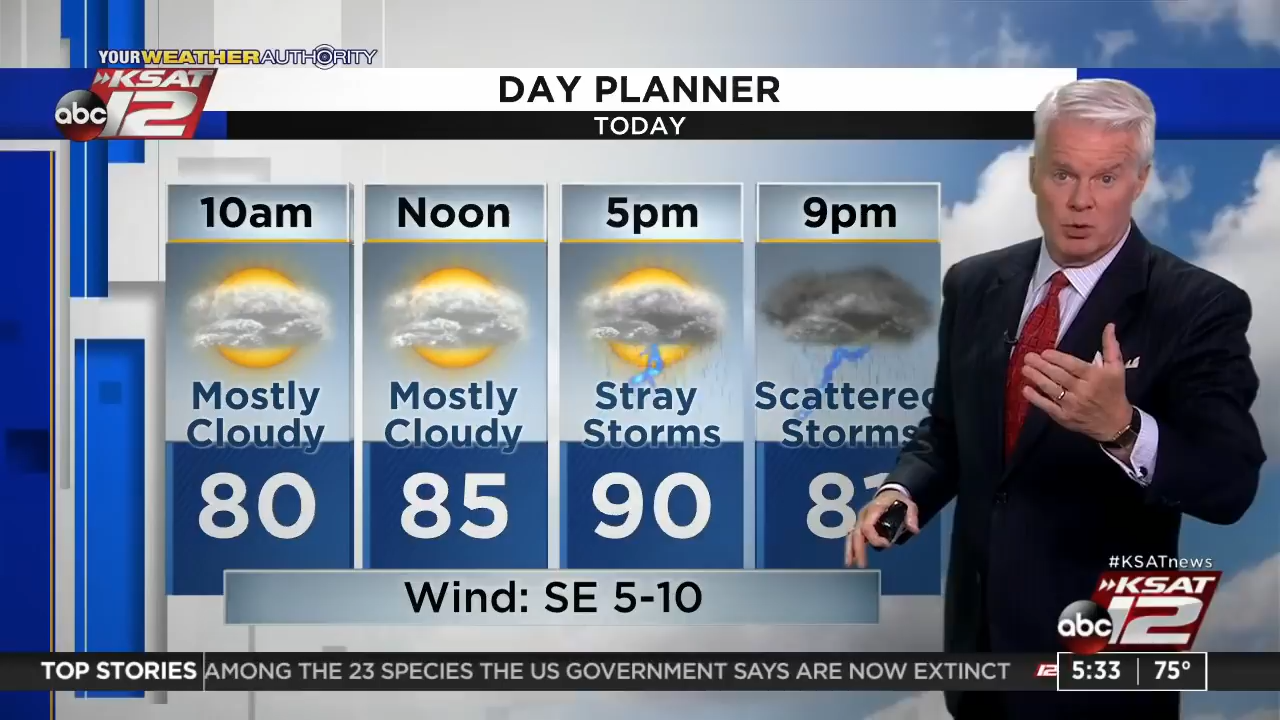 YOUR WEATHER AUTHORITY
KSAT
abc 12
DAY PLANNER
TODAY
10am Noon 5pm 9pm
Mostly Mostly Stray Scattered
Cloudy Cloudy Storms Storms
80 85 90
Wind: SE 5-10
#KSATnews
KSAT
abc 12
TOP STORIES AMONG THE 23 SPECIES THE US GOVERNMENT SAYS ARE NOW EXTINCT 12 5:33 75°